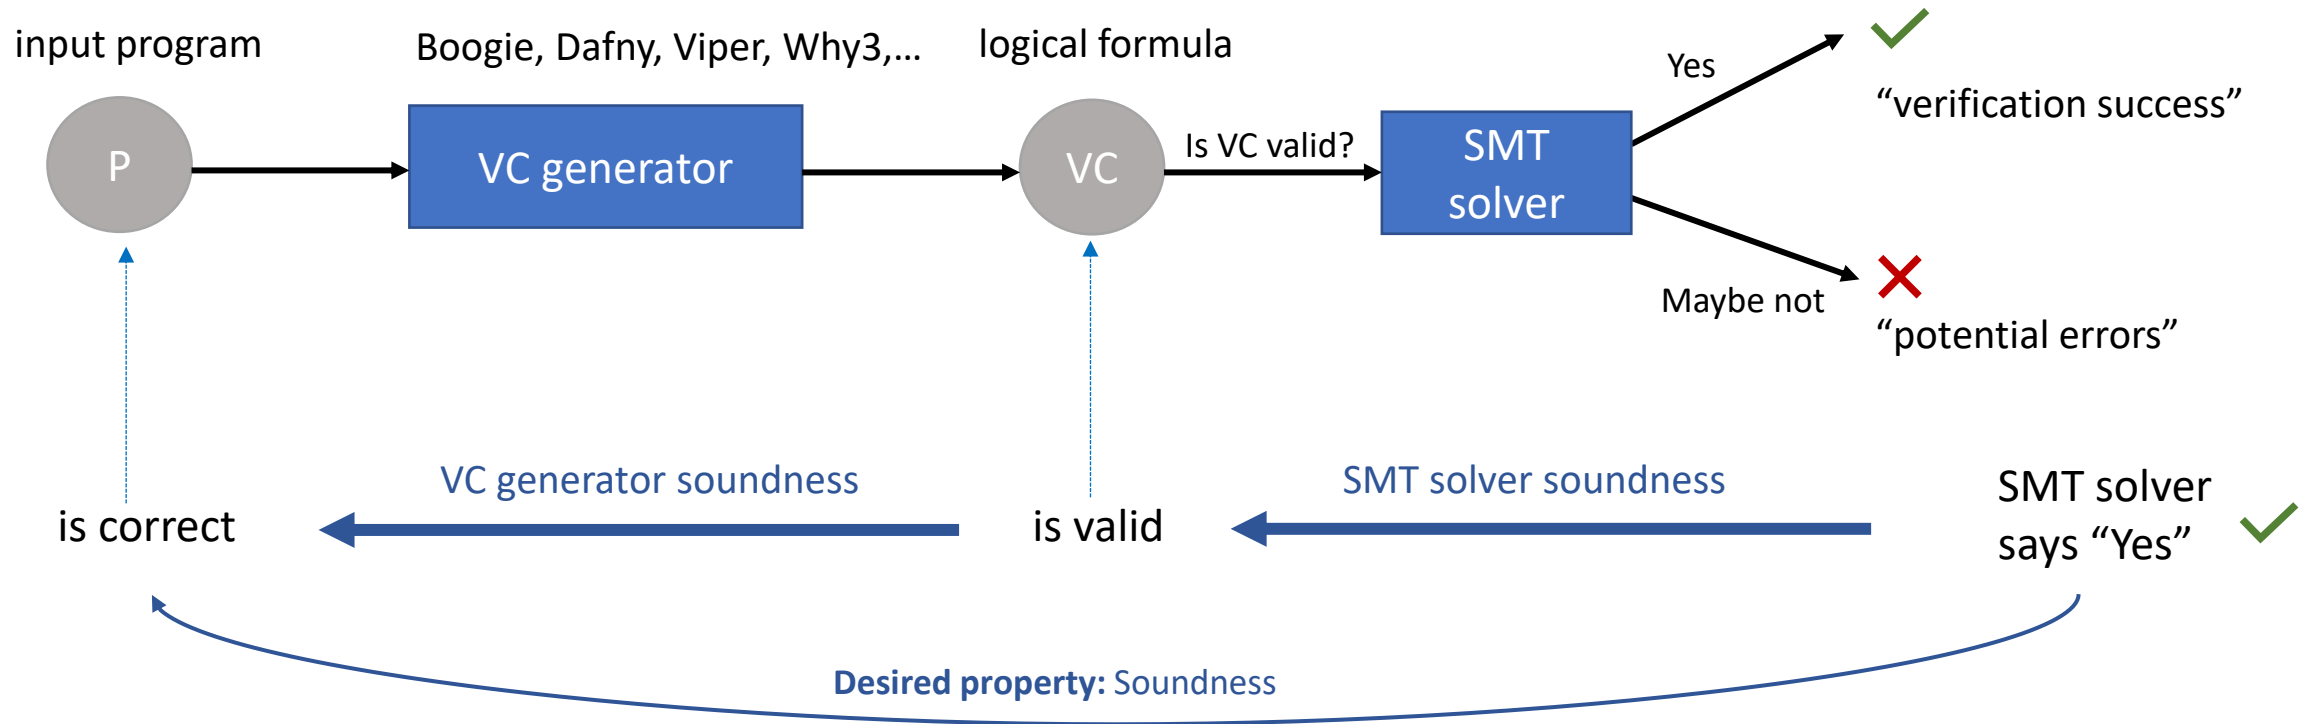 input program
Boogie, Dafny, Viper, Why3,...
logical formula
Yes
“verification success”
P
VC generator
VC
Is VC valid?
SMT
solver
Maybe not
“potential errors”
VC generator soundness
SMT solver soundness
is correct
is valid
SMT solver
says “Yes”
Desired property: Soundness